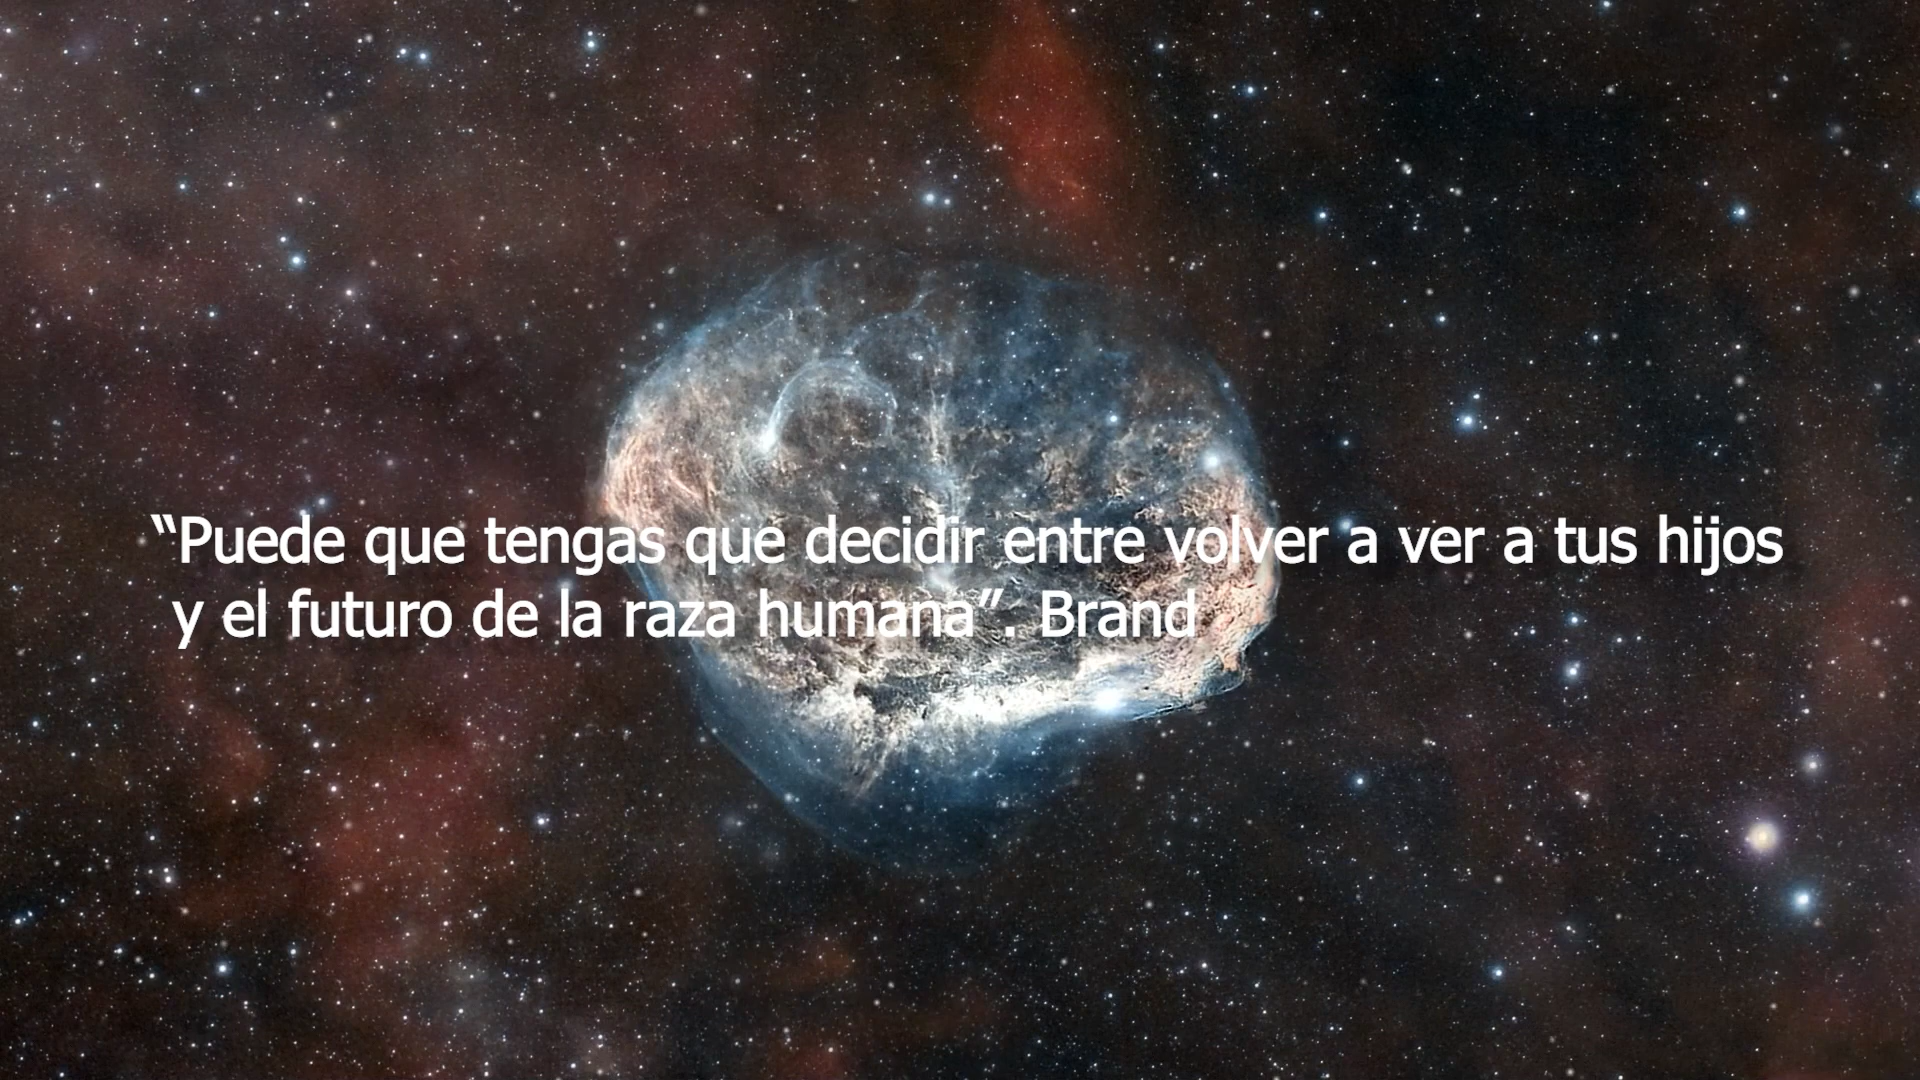 “Puede que tengas que decidir entre volver a ver a tus hijos
y el futuro de la raza humana”. Brand